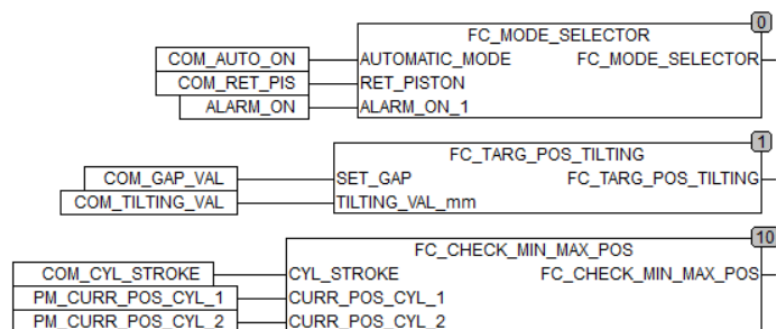 0
FC_MODE_SELECTOR
COM_AUTO_ON AUTOMATIC_MODE FC_MODE_SELECTOR
COM_RET_PIS RET_PISTON
ALARM_ON ALARM_ON_1
1
FC_TARG_POS_TILTING
COM_GAP_VAL SET_GAP FC_TARG_POS_TILTING
COM_TILTING_VAL TILTING_VAL_mm
10
FC_CHECK_MIN_MAX_POS
COM_CYL_STROKE CYL_STROKE FC_CHECK_MIN_MAX_POS
PM_CURR_POS_CYL_1 CURR_POS_CYL_1
PM_CURR_POS_CYL_2 CURR_POS_CYL_2